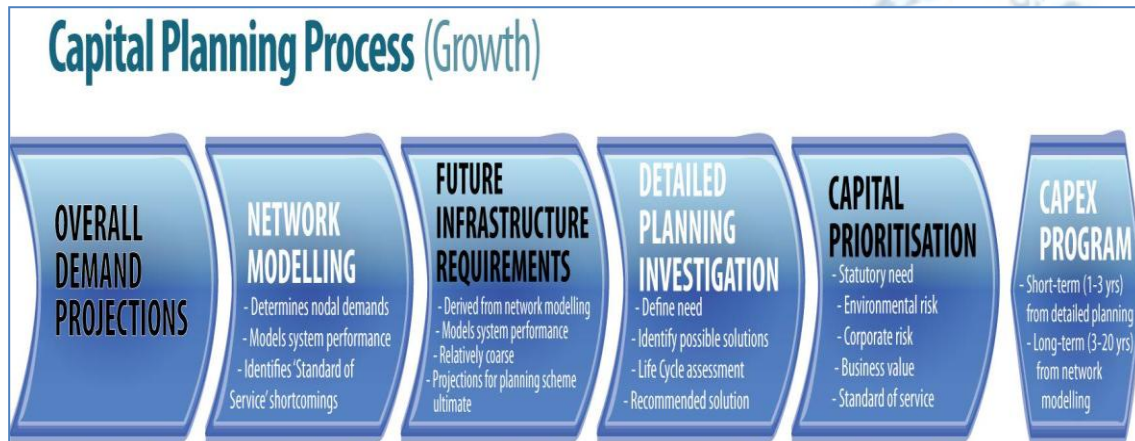 Capital Planning Process (Growth)
OVERALL
DEMAND
PROJECTIONS
NETWORK
MODELLING
- Determines nodal demands
- Models system performance
- Identifies 'Standard of
Service' shortcomings
FUTURE
INFRASTRUCTURE
REQUIREMENTS
- Derived from network modelling
- Models system performance
- Relatively coarse
- Projections for planning scheme
ultimate
DETAILED
PLANNING
INVESTIGATION
- Define need
- Identify possible solutions
- Life Cycle assessment
- Recommended solution
CAPITAL
PRIORITISATION
- Statutory need
- Environmental risk
- Corporate risk
- Business value
- Standard of service
CAPEX
PROGRAM
- Short-term (1-3 yrs)
from detailed planning
- Long-term (3-20 yrs)
from network
modelling